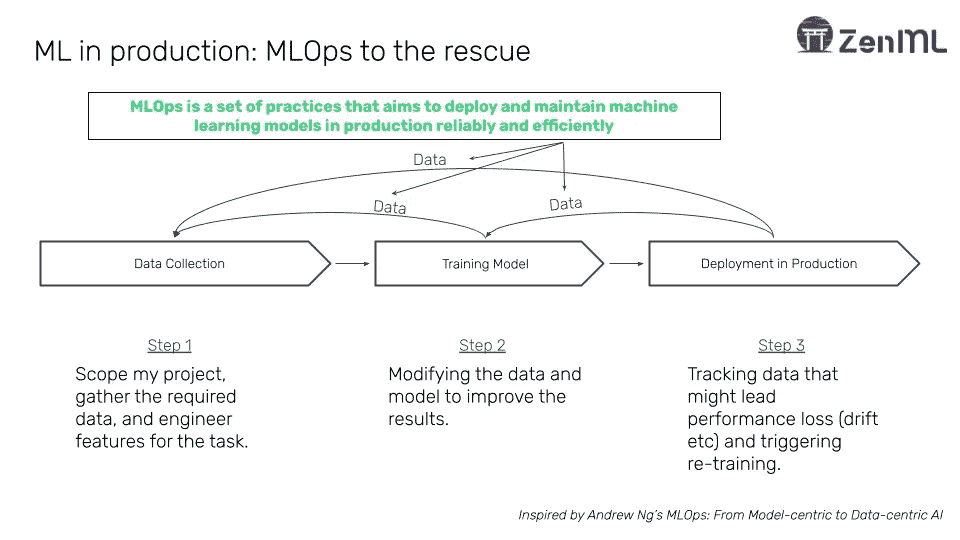 ML in production: MLOps to the rescue
ZenML
MLOps is a set of practices that aims to deploy and maintain machine
learning models in production reliably and efficiently
Data
Data
Data
Data Collection
Training Model
Deployment in Production
Step 1
Scope my project,
gather the required
data, and engineer
features for the task.
Step 2
Modifying the data and
model to improve the
results.
Step 3
Tracking data that
might lead
performance loss (drift
etc) and triggering
re-training.
Inspired by Andrew Ng's MLOps: From Model-centric to Data-centric AI